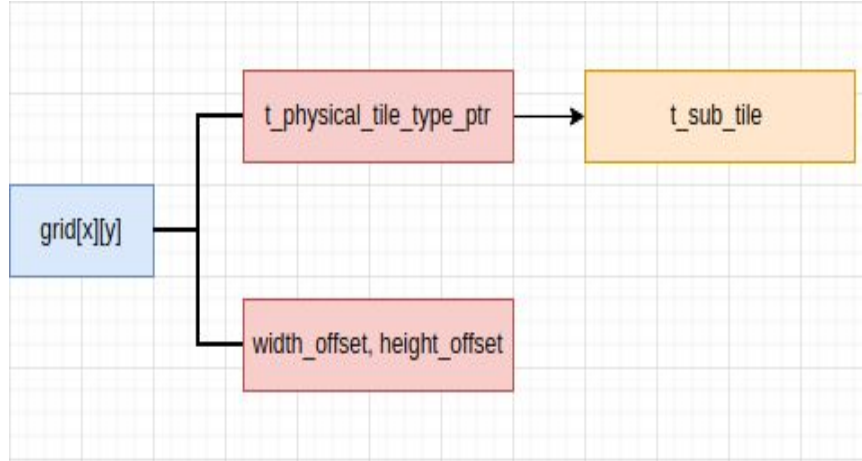 t_physical_tile_type_ptr
t_sub_tile
grid[x][y]
width_offset, height_offset